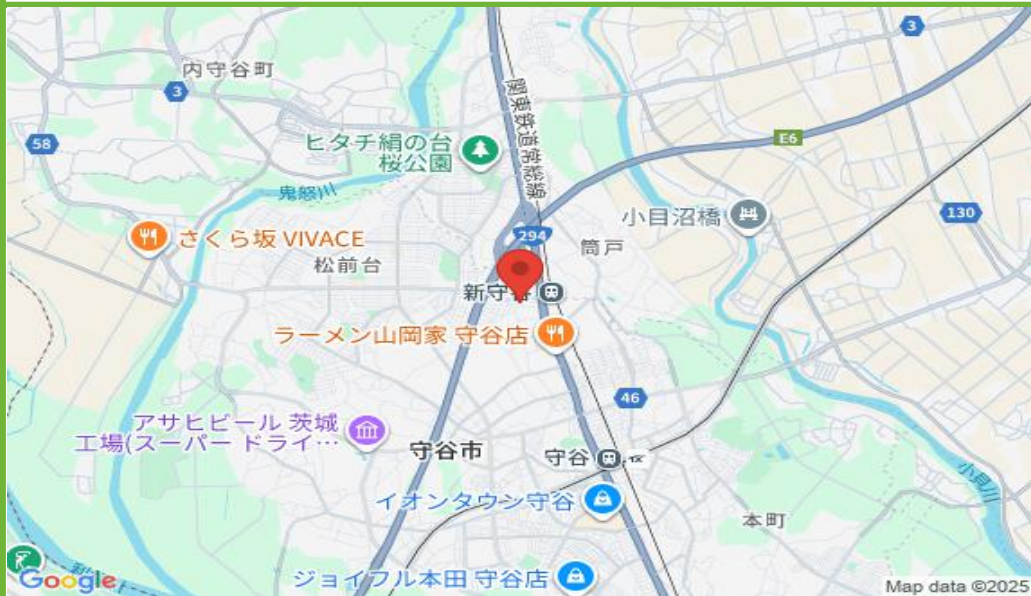 3
内守谷町
3
関東鉄道常総線
58
ヒタチ絹の台
桜公園
E6
鬼怒川
小目沼橋
130
294
さくら坂 VIVACE
筒戸
松前台
新守谷
ラーメン山岡家 守谷店
46
アサヒビール 茨城
工場(スーパー ドライ…
守谷市
守谷
イオンタウン守谷
小貝川
本町
利
ジョイフル本田 守谷店
Google
Map data ©2025